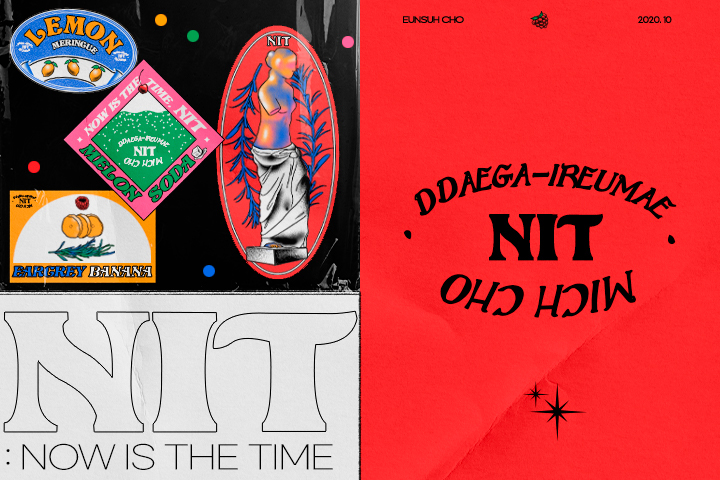 LEMON
MERINGUE
NIT
NOW IS THE TIME NIT
DDAEGA-IREUMAE
NIT
MICH CHO
MELON SODA
NIT
EARGREY BANANA
NIT
: NOW IS THE TIME
EUNSUH CHO
2020. 10
DDAEGA-IREUMAE
NIT
MICH CHO